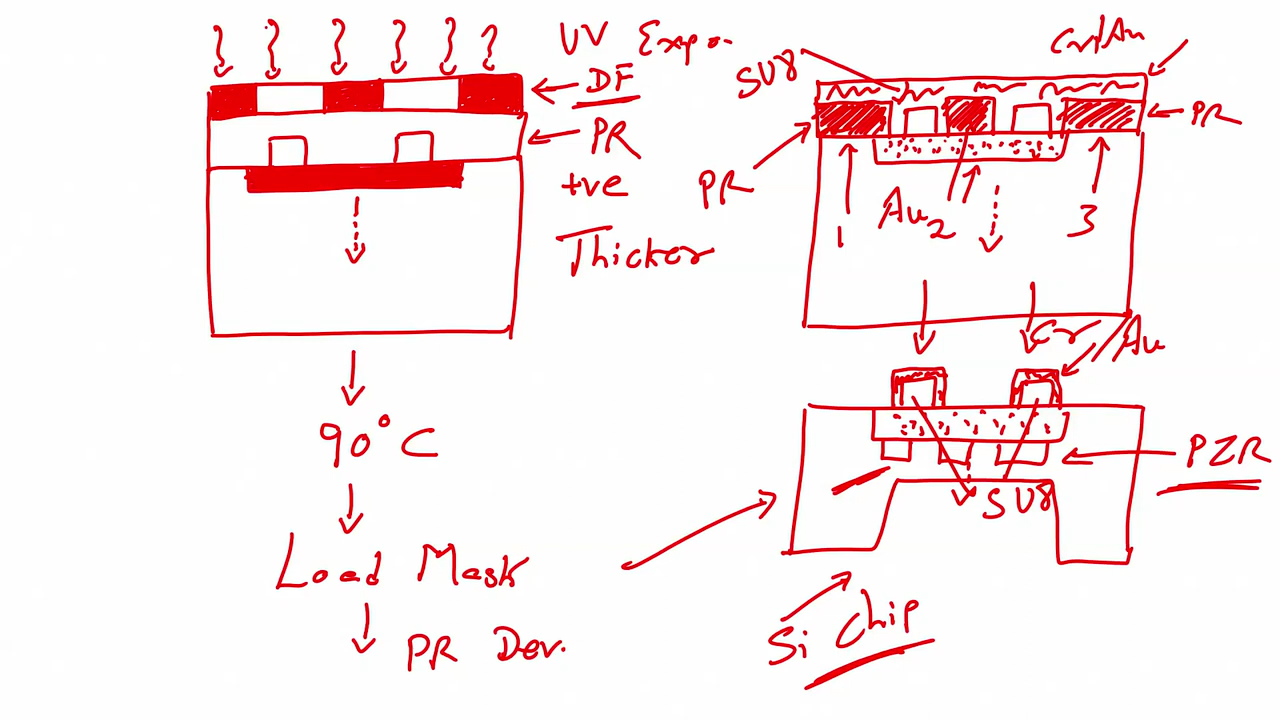 UV Expo.
DF
PR
+ve
Thicker
90°C
Load Mask
PR Dev.
SU8
Cr/Au
PR
PR
1
Au
2
3
Cr/Au
PZR
SU8
Si Chip